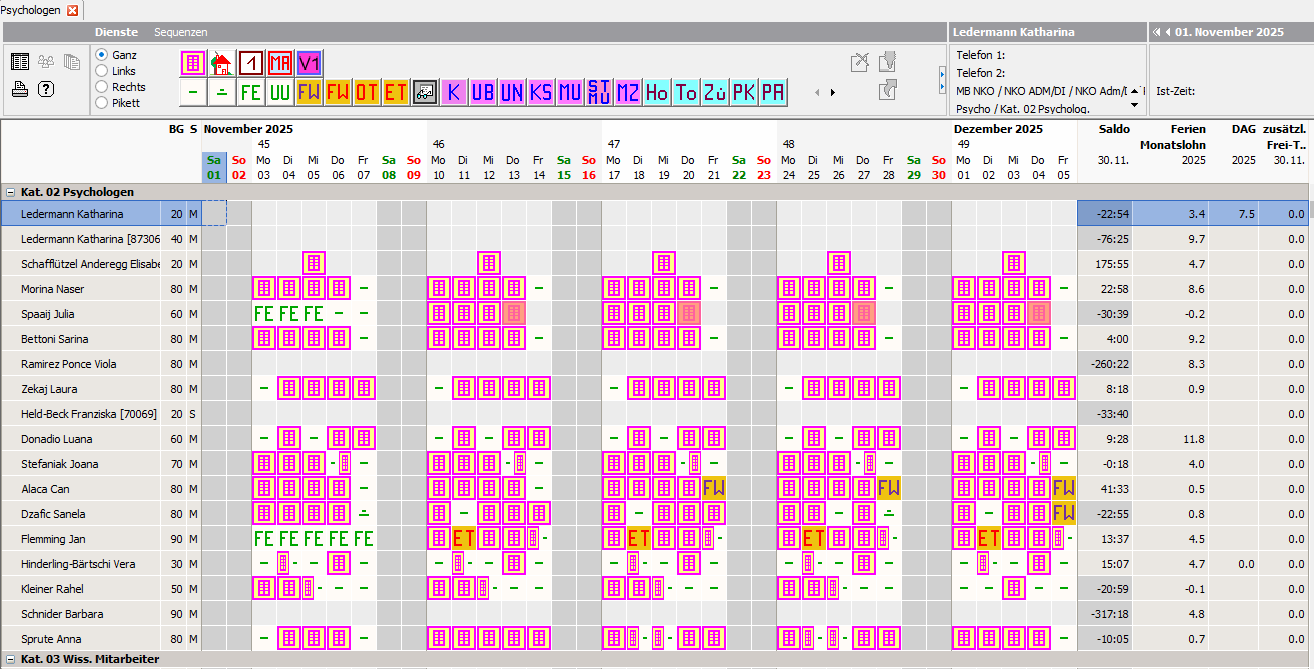 Psychologen
Dienste Sequenzen Ledermann Katharina 01. November 2025
Ganz
Links
Rechts
Pikett
1 MA V1
– FE UU FW FW OT ET K UB UN KS MU ST MU MZ Ho To Zü PK PA
Telefon 1:
Telefon 2:
MB NKO / NKO ADM/DI / NKO Adm/I
Psycho / Kat. 02 Psycholog.
Ist-Zeit:
BG S November 2025 Dezember 2025 Saldo Ferien DAG zusätzl.
45 46 47 48 49 Monatslohn Frei-T..
Sa So Mo Di Mi Do Fr Sa So Mo Di Mi Do Fr Sa So Mo Di Mi Do Fr Sa So Mo Di Mi Do Fr Sa So Mo Di Mi Do Fr 30.11. 2025 2025 30.11.
01 02 03 04 05 06 07 08 09 10 11 12 13 14 15 16 17 18 19 20 21 22 23 24 25 26 27 28 29 30 01 02 03 04 05
Kat. 02 Psychologen
Ledermann Katharina 20 M -22:54 3.4 7.5 0.0
Ledermann Katharina [87306 40 M -76:25 9.7 0.0
Schafflützel Anderegg Elisabe 20 M 175:55 4.7 0.0
Morina Naser 80 M – – – – – 22:58 8.6 0.0
Spaaij Julia 60 M FE FE FE – – – – – – -30:39 -0.2 0.0
Bettoni Sarina 80 M – – – – – 4:00 9.2 0.0
Ramirez Ponce Viola 80 M -260:22 8.3 0.0
Zekaj Laura 80 M – – – – – 8:18 0.9 0.0
Held-Beck Franziska [70069] 20 S -33:40 0.0
Donadio Luana 60 M – – – – – – – – – – 9:28 11.8 0.0
Stefaniak Joana 70 M - – - – - – - – - – -0:18 4.0 0.0
Alaca Can 80 M – – FW FW FW 41:33 0.5 0.0
Dzafic Sanela 80 M – – – – – FW -22:55 0.8 0.0
Flemming Jan 90 M FE FE FE FE FE ET - ET - ET - ET - 13:37 4.5 0.0
Hinderling-Bärtschi Vera 30 M – - – – - – – - – – - – – - – 15:07 4.7 0.0 0.0
Kleiner Rahel 50 M - – – - – – - – – - – – – – – – -20:59 -0.1 0.0
Schnider Barbara 90 M -317:18 4.8 0.0
Sprute Anna 80 M – – - - - - – -10:05 0.7 0.0
Kat. 03 Wiss. Mitarbeiter